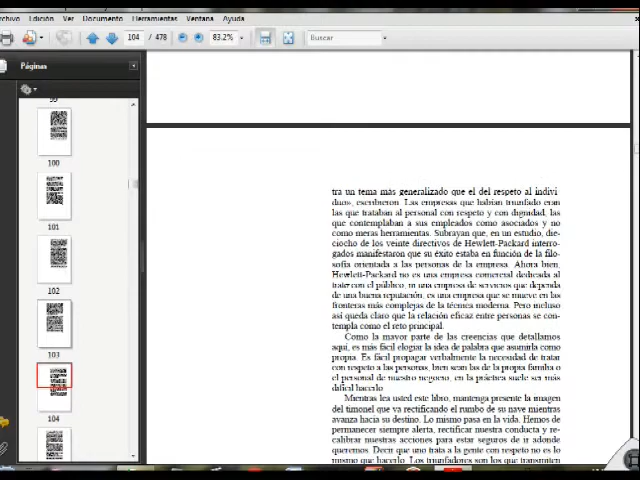 Archivo Edición Ver Documento Herramientas Ventana Ayuda
104 / 478 83.2% Buscar
Páginas
100
101
102
103
104
tra un tema más generalizado que el del respeto al indivi-
duo», escribieron. Las empresas que habían triunfado eran
las que trataban al personal con respeto y con dignidad, las
que contemplaban a sus empleados como asociados y no
como meras herramientas. Subrayan que, en un estudio, die-
ciocho de los veinte directivos de Hewlett-Packard interro-
gados manifestaron que su éxito estaba en función de la filo-
sofía orientada a las personas de la empresa. Ahora bien,
Hewlett-Packard no es una empresa comercial dedicada al
trater con el público, ni una empresa de servicios que dependa
de una buena reputación, es una empresa que se mueve en las
fronteras más complejas de la técnica moderna. Pero incluso
así queda claro que la relación eficaz entre personas se con-
templa como el reto principal.
Como la mayor parte de las creencias que detallamos
aquí, es más fácil elogiar la idea de palabra que asumirla como
propia. Es fácil propagar verbalmente la necesidad de tratar
con respeto a las personas, bien sean las de la propia familia o
el personal de nuestro negocio, en la práctica suele ser más
difícil hacerlo.
Mientras lea usted este libro, mantenga presente la imagen
del timonel que va rectificando el rumbo de su nave mientras
avanza hacia su destino. Lo mismo pasa en la vida. Hemos de
permanecer siempre alerta, rectificar nuestra conducta y re-
calibrar nuestras acciones para estar seguros de ir adonde
queremos. Decir que uno trata a la gente con respeto no es lo
mismo que hacerlo. Los triunfadores son los que transmiten